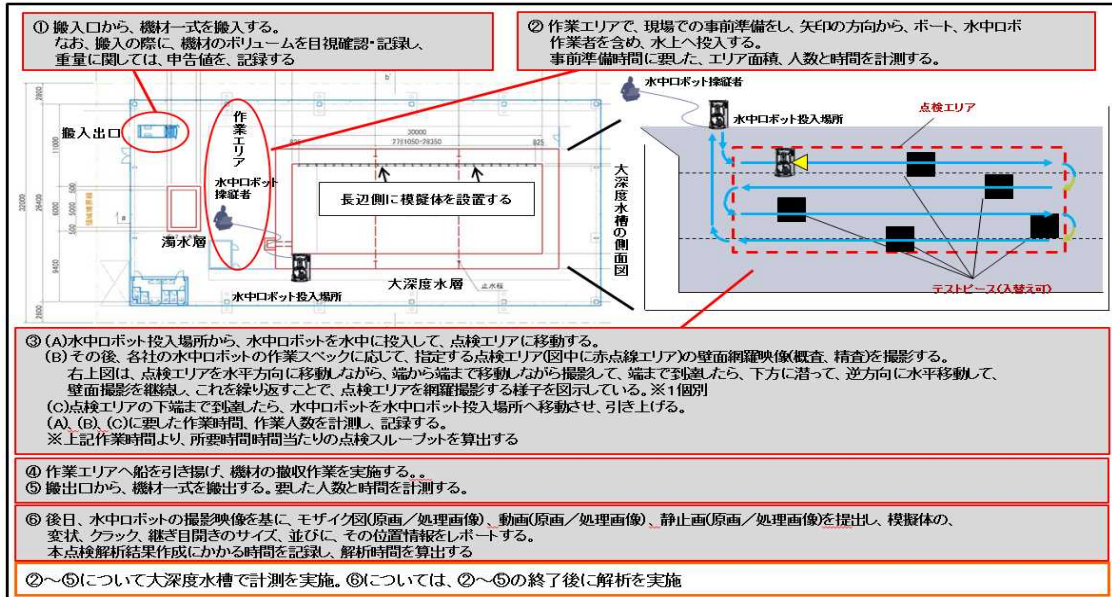 ① 搬入口から、機材一式を搬入する。
なお、搬入の際に、機材のボリュームを目視確認・記録し、
重量に関しては、申告値を、記録する
② 作業エリアで、現場での事前準備をし、矢印の方向から、ボート、水中ロボ
作業者を含め、水上へ投入する。
事前準備時間に要した、エリア面積、人数と時間を計測する。
搬入出口
作業エリア
水中ロボット
操縦者
濁水層
長辺側に模擬体を設置する
水中ロボット投入場所
大深度水層
止水栓
30000
825
825
2800
11000
22000
26400
500
5000
6000
500
9400
2800
大深度水槽の側面図
水中ロボット操縦者
水中ロボット投入場所
点検エリア
テストピース(入替え可)
③ (A)水中ロボット投入場所から、水中ロボットを水中に投入して、点検エリアに移動する。
(B) その後、各社の水中ロボットの作業スペックに応じて、指定する点検エリア(図中に赤点線エリア)の壁面網羅映像(概査、精査)を撮影する。
右上図は、点検エリアを水平方向に移動しながら、端から端まで移動しながら撮影して、端まで到達したら、下方に潜って、逆方向に水平移動して、
壁面撮影を継続し、これを繰り返すことで、点検エリアを網羅撮影する様子を図示している。※1個別
(C)点検エリアの下端まで到達したら、水中ロボットを水中ロボット投入場所へ移動させ、引き上げる。
(A)、(B)、(C)に要した作業時間、作業人数を計測し、記録する。
※上記作業時間より、所要時間時間当たりの点検スループットを算出する
④ 作業エリアへ船を引き揚げ、機材の撤収作業を実施する。。
⑤ 搬出口から、機材一式を搬出する。要した人数と時間を計測する。
⑥ 後日、水中ロボットの撮影映像を基に、モザイク図(原画／処理画像)、動画(原画／処理画像)、静止画(原画／処理画像)を提出し、模擬体の、
変状、クラック、継ぎ目開きのサイズ、並びに、その位置情報をレポートする。
本点検解析結果作成にかかる時間を記録し、解析時間を算出する
②～⑤について大深度水槽で計測を実施。⑥については、②～⑤の終了後に解析を実施